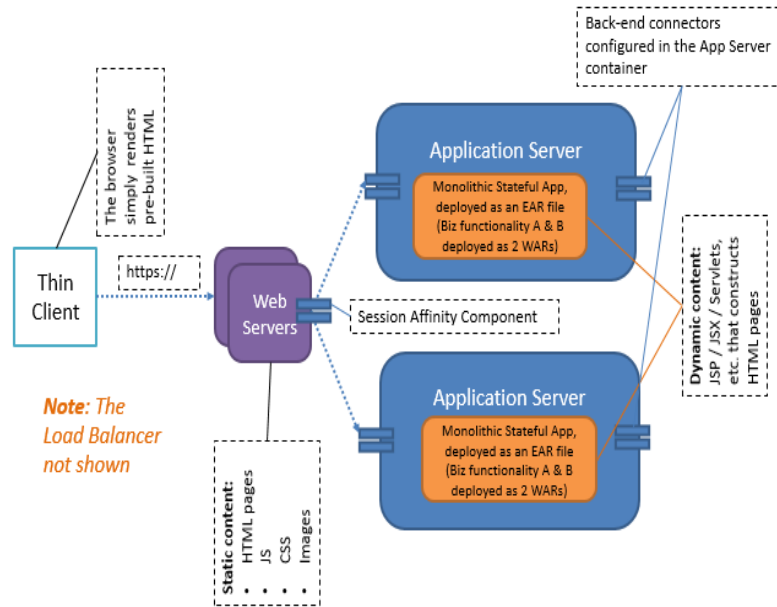 Back-end connectors
configured in the App Server
container
The browser
simply renders
pre-built HTML
Application Server
Monolithic Stateful App,
deployed as an EAR file
(Biz functionality A & B
deployed as 2 WARs)
Thin
Client
https://
Web
Servers
Session Affinity Component
Dynamic content:
JSP / JSX / Servlets,
etc. that constructs
HTML pages
Note: The
Load Balancer
not shown
Application Server
Monolithic Stateful App,
deployed as an EAR file
(Biz functionality A & B
deployed as 2 WARs)
Static content:
• HTML pages
• JS
• CSS
• Images